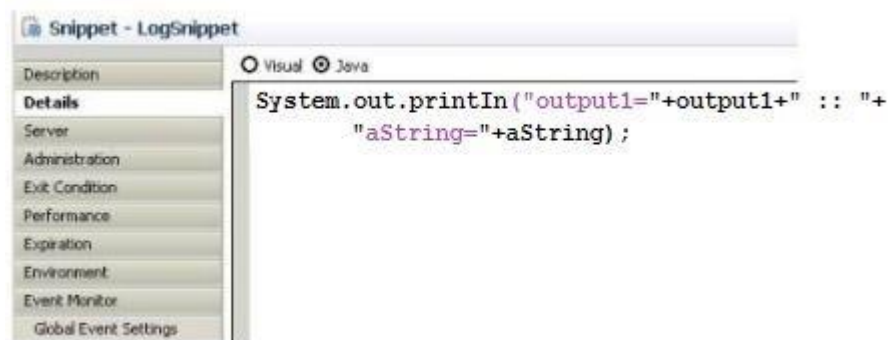 Snippet - LogSnippet
Visual Java
Description
Details
Server
Administration
Exit Condition
Performance
Expiration
Environment
Event Monitor
Global Event Settings
System.out.printIn("output1="+output1+" :: "+
"aString="+aString);